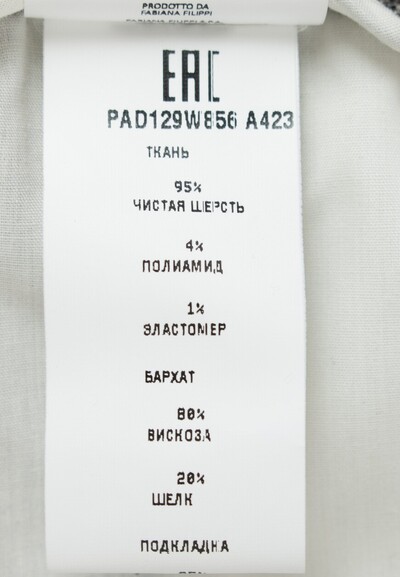 PRODOTTO DA
FABIANA FILIPPI
EAC
PAD129W856 A423
ТКАНЬ
95%
ЧИСТАЯ ШЕРСТЬ
4%
ПОЛИАМИД
1%
ЭЛАСТОМЕР
БАРХАТ
80%
ВИСКОЗА
20%
ШЕЛК
ПОДКЛАДКА